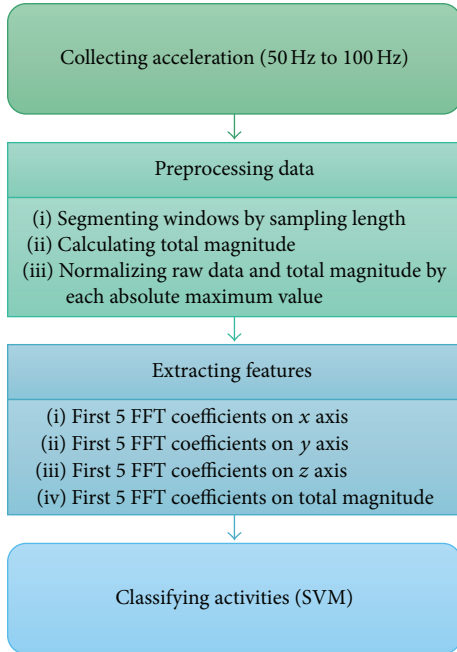 Collecting acceleration (50 Hz to 100 Hz)
Preprocessing data
(i) Segmenting windows by sampling length
(ii) Calculating total magnitude
(iii) Normalizing raw data and total magnitude by
each absolute maximum value
Extracting features
(i) First 5 FFT coefficients on x axis
(ii) First 5 FFT coefficients on y axis
(iii) First 5 FFT coefficients on z axis
(iv) First 5 FFT coefficients on total magnitude
Classifying activities (SVM)